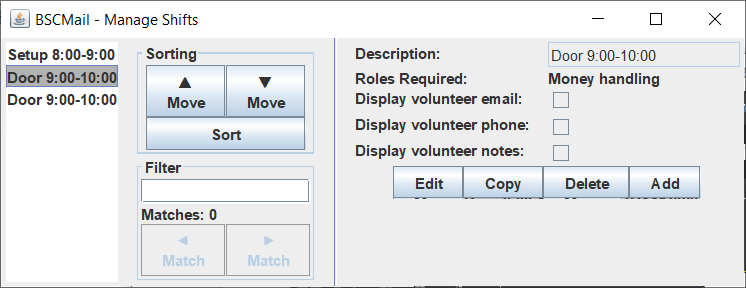 BSCMail - Manage Shifts
Setup 8:00-9:00
Door 9:00-10:00
Door 9:00-10:00
Sorting
▲ ▼
Move Move
Sort
Filter
Matches: 0
◄ ►
Match Match
Description: Door 9:00-10:00
Roles Required: Money handling
Display volunteer email:
Display volunteer phone:
Display volunteer notes:
Edit Copy Delete Add